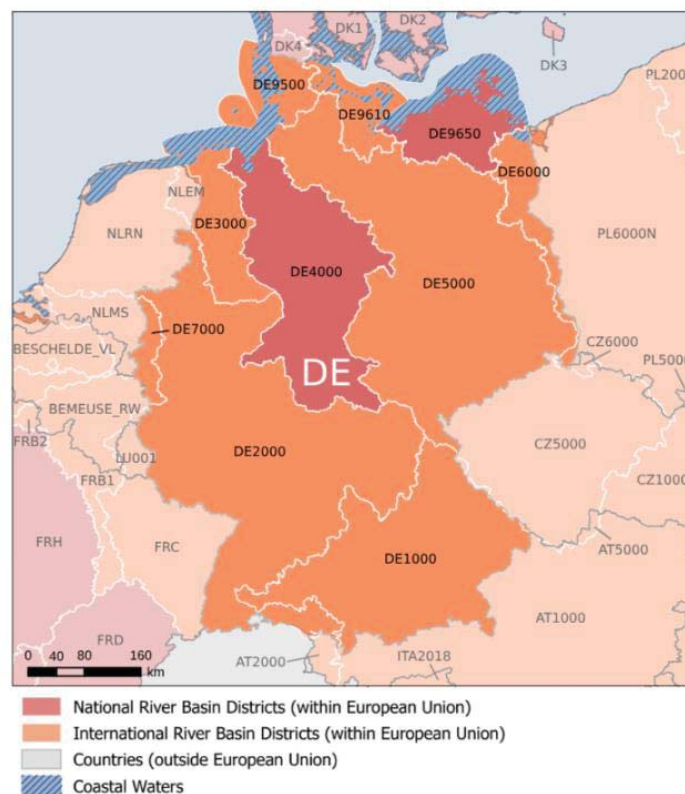 DK4
DK1
DK2
DK3
DE9500
DE9610
DE9650
PL200
NLEM
DE3000
DE6000
NLRN
DE4000
PL6000N
DE5000
NLMS
DE7000
CZ6000
BESCHELDE_VL
DE
PL5000
BEMEUSE_RW
FRB2
LU001
DE2000
CZ5000
FRB1
CZ1000
FRH
FRC
AT5000
DE1000
AT1000
FRD
AT2000
ITA2018
0 40 80 160
km
National River Basin Districts (within European Union)
International River Basin Districts (within European Union)
Countries (outside European Union)
Coastal Waters